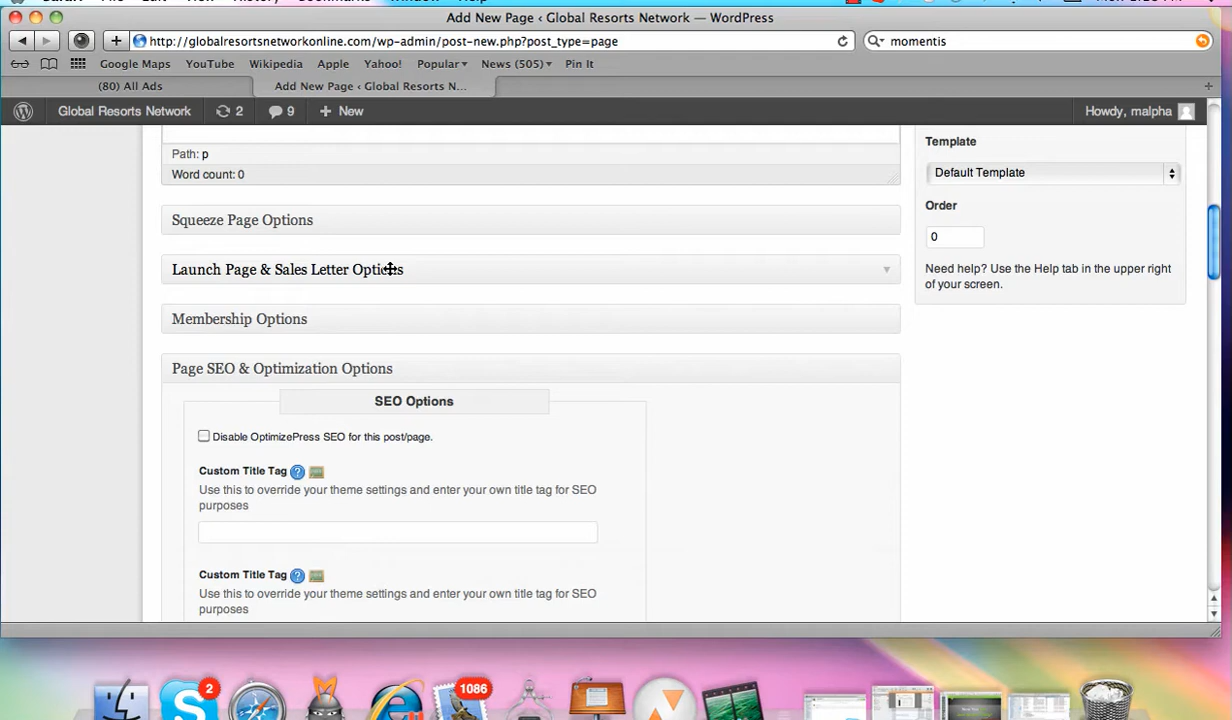 Add New Page ‹ Global Resorts Network — WordPress
http://globalresortsnetworkonline.com/wp-admin/post-new.php?post_type=page
momentis
Google Maps YouTube Wikipedia Apple Yahoo! Popular News (505) Pin It
(80) All Ads
Add New Page ‹ Global Resorts N...
Global Resorts Network 2 9 + New
Howdy, malpha
Path: p
Word count: 0
Template
Default Template
Order
0
Need help? Use the Help tab in the upper right
of your screen.
Squeeze Page Options
Launch Page & Sales Letter Options
Membership Options
Page SEO & Optimization Options
SEO Options
Disable OptimizePress SEO for this post/page.
Custom Title Tag ?
Use this to override your theme settings and enter your own title tag for SEO
purposes
Custom Title Tag ?
Use this to override your theme settings and enter your own title tag for SEO
purposes
2
1086